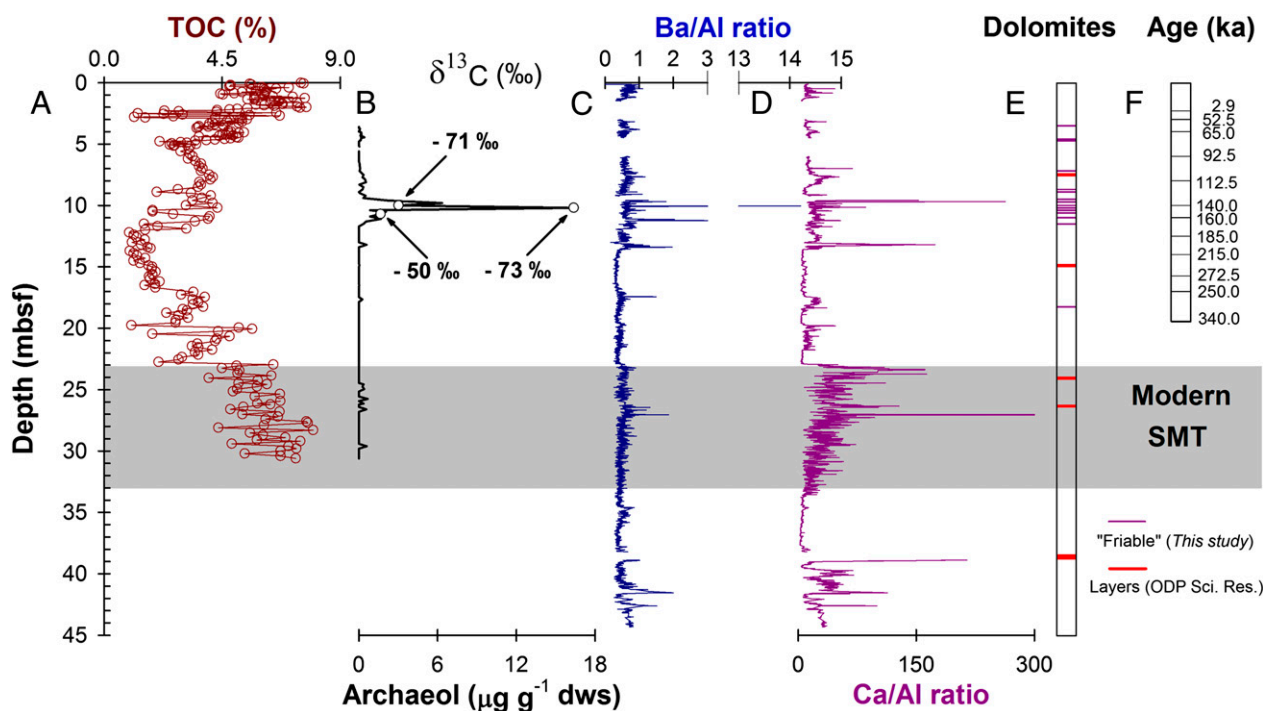 TOC (%)
Ba/Al ratio
Dolomites
Age (ka)
0.0 4.5 9.0
δ13C (‰)
0 1 2 3 13 14 15
A B C D E F
0
5
10
15
20
25
30
35
40
45
Depth (mbsf)
- 71 ‰
- 50 ‰
- 73 ‰
2.9
52.5
65.0
92.5
112.5
140.0
160.0
185.0
215.0
272.5
250.0
340.0
Modern
SMT
"Friable" (This study)
Layers (ODP Sci. Res.)
0 6 12 18
Archaeol (μg g-1 dws)
0 150 300
Ca/Al ratio